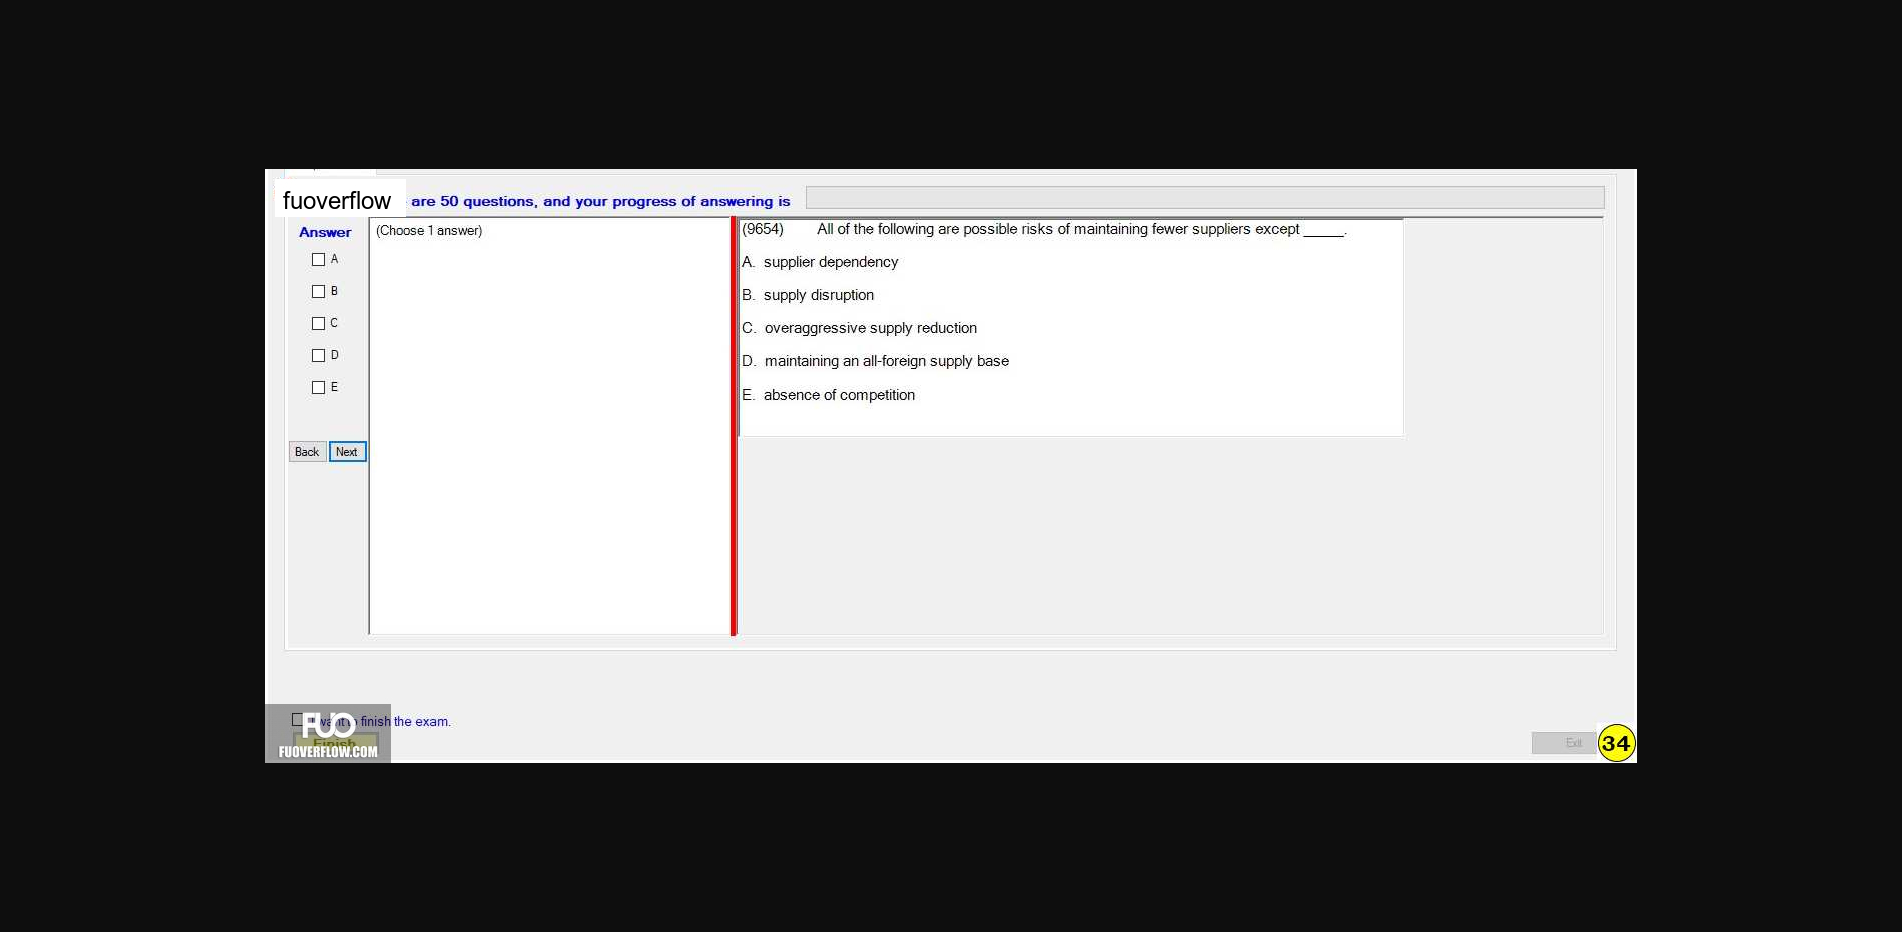 fuoverflow are 50 questions, and your progress of answering is
Answer
(Choose 1 answer)
A
B
C
D
E
Back Next
(9654) All of the following are possible risks of maintaining fewer suppliers except _____.
A. supplier dependency
B. supply disruption
C. overaggressive supply reduction
D. maintaining an all-foreign supply base
E. absence of competition
I want to finish the exam.
Finish
FUO
FUOVERFLOW.COM
Exit
34